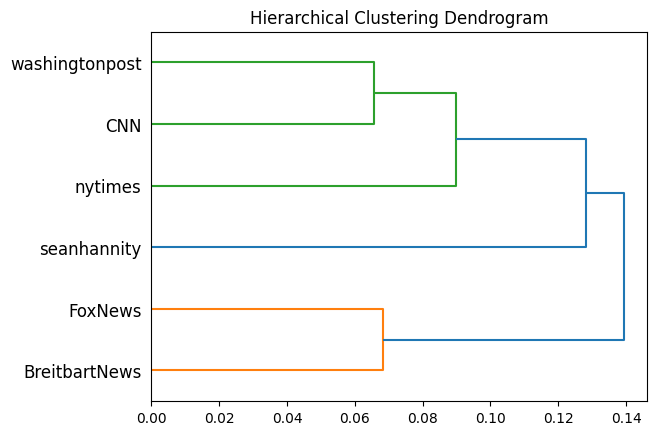 Hierarchical Clustering Dendrogram
washingtonpost
CNN
nytimes
seanhannity
FoxNews
BreitbartNews
0.00 0.02 0.04 0.06 0.08 0.10 0.12 0.14